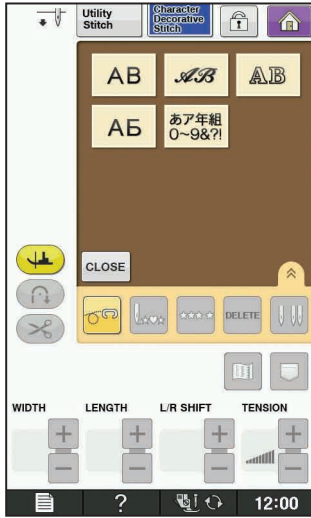 Utility
Stitch
Character
Decorative
Stitch
AB
AB
AB
АБ
あア年組
0~9&?!
CLOSE
DELETE
WIDTH
LENGTH
L/R SHIFT
TENSION
+
+
+
+
−
−
−
−
?
12:00